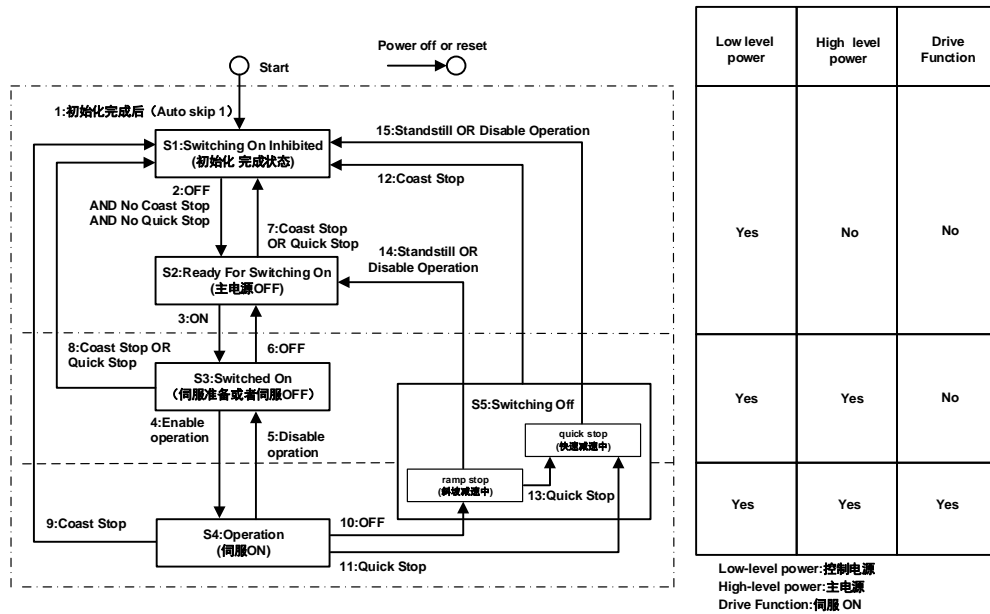 Start
Power off or reset
1:初始化完成后（Auto skip 1）
S1:Switching On Inhibited
(初始化 完成状态)
15:Standstill OR Disable Operation
12:Coast Stop
2:OFF
AND No Coast Stop
AND No Quick Stop
7:Coast Stop
OR Quick Stop
14:Standstill OR
Disable Operation
S2:Ready For Switching On
(主电源OFF)
3:ON
6:OFF
8:Coast Stop OR
Quick Stop
S3:Switched On
（伺服准备或者伺服OFF）
4:Enable
operation
5:Disable
opration
S5:Switching Off
quick stop
(快速减速中)
ramp stop
(斜坡减速中)
13:Quick Stop
9:Coast Stop
S4:Operation
(伺服ON)
10:OFF
11:Quick Stop
Low level
power
High level
power
Drive
Function
Yes
No
No
Yes
Yes
No
Yes
Yes
Yes
Low-level power:控制电源
High-level power:主电源
Drive Function:伺服 ON